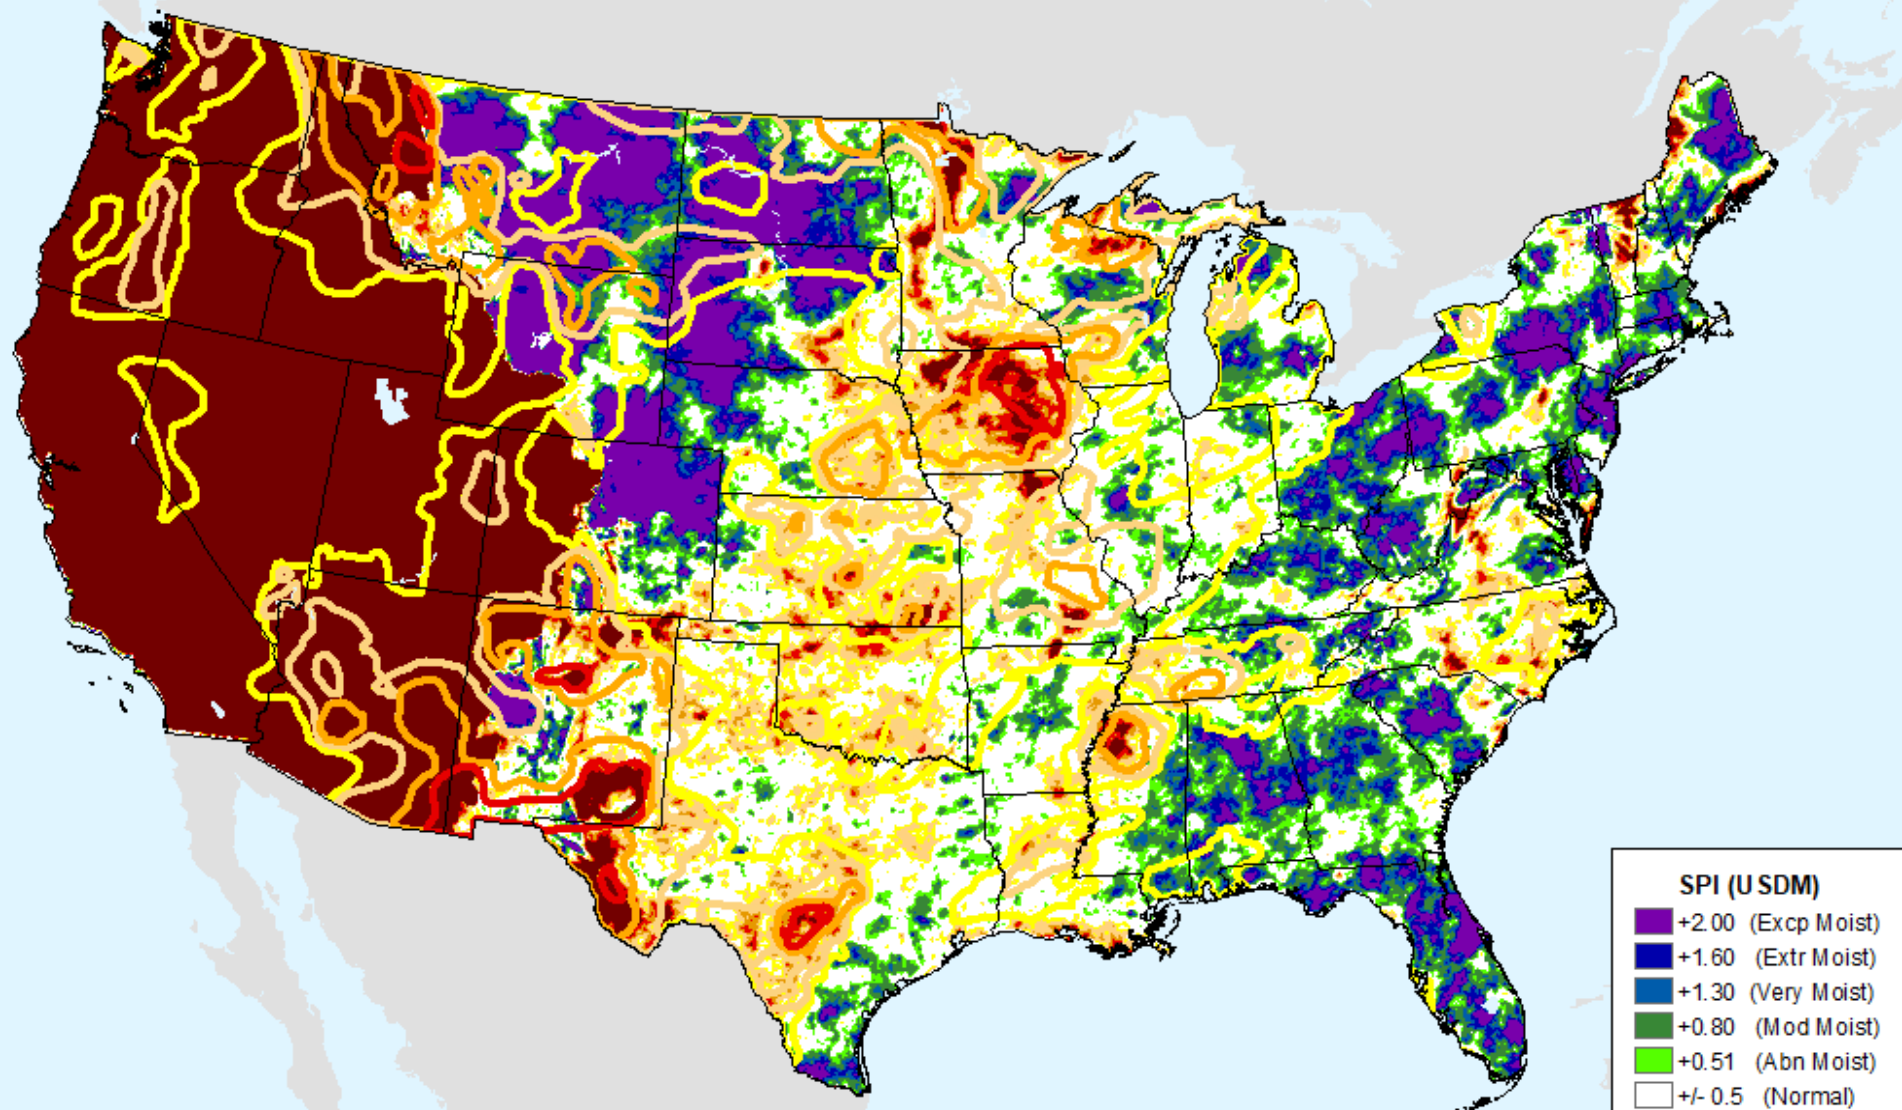 SPI (USDM)
+2.00 (Excp Moist)
+1.60 (Extr Moist)
+1.30 (Very Moist)
+0.80 (Mod Moist)
+0.51 (Abn Moist)
+/- 0.5 (Normal)